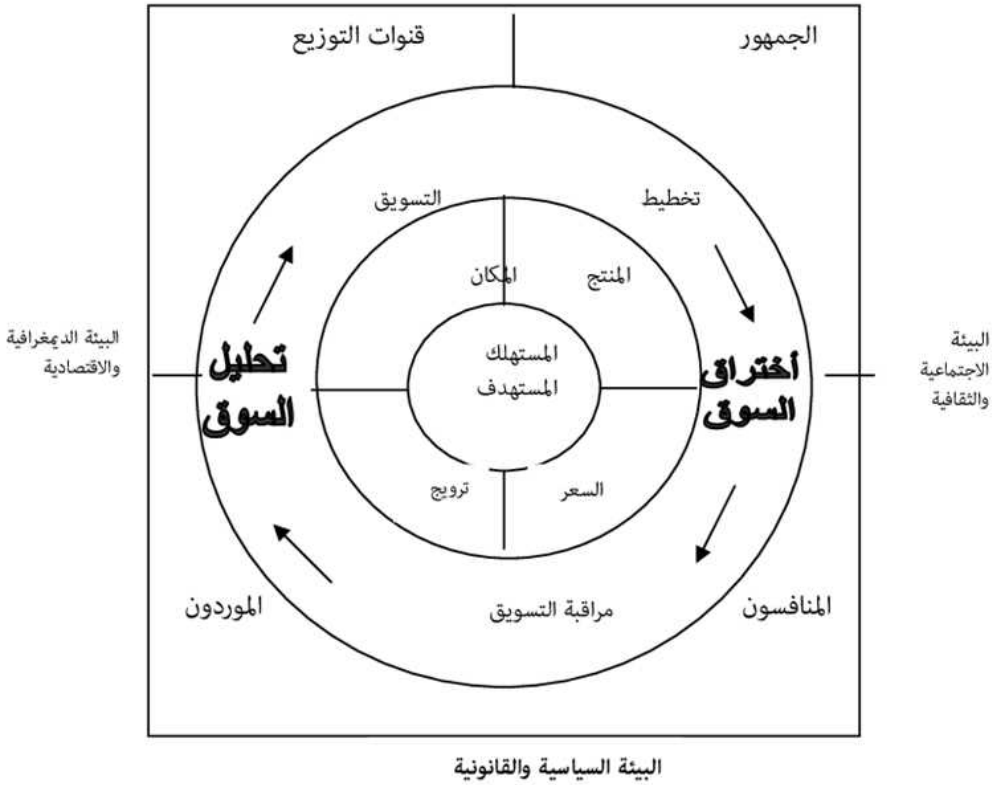 الجمهور
قنوات التوزيع
تخطيط
التسويق
المنتج
المكان
البيئة
الاجتماعية
والثقافية
أختراق
السوق
المستهلك
المستهدف
تحليل
السوق
البيئة الديمغرافية
والاقتصادية
السعر
ترويج
المنافسون
مراقبة التسويق
الموردون
البيئة السياسية والقانونية